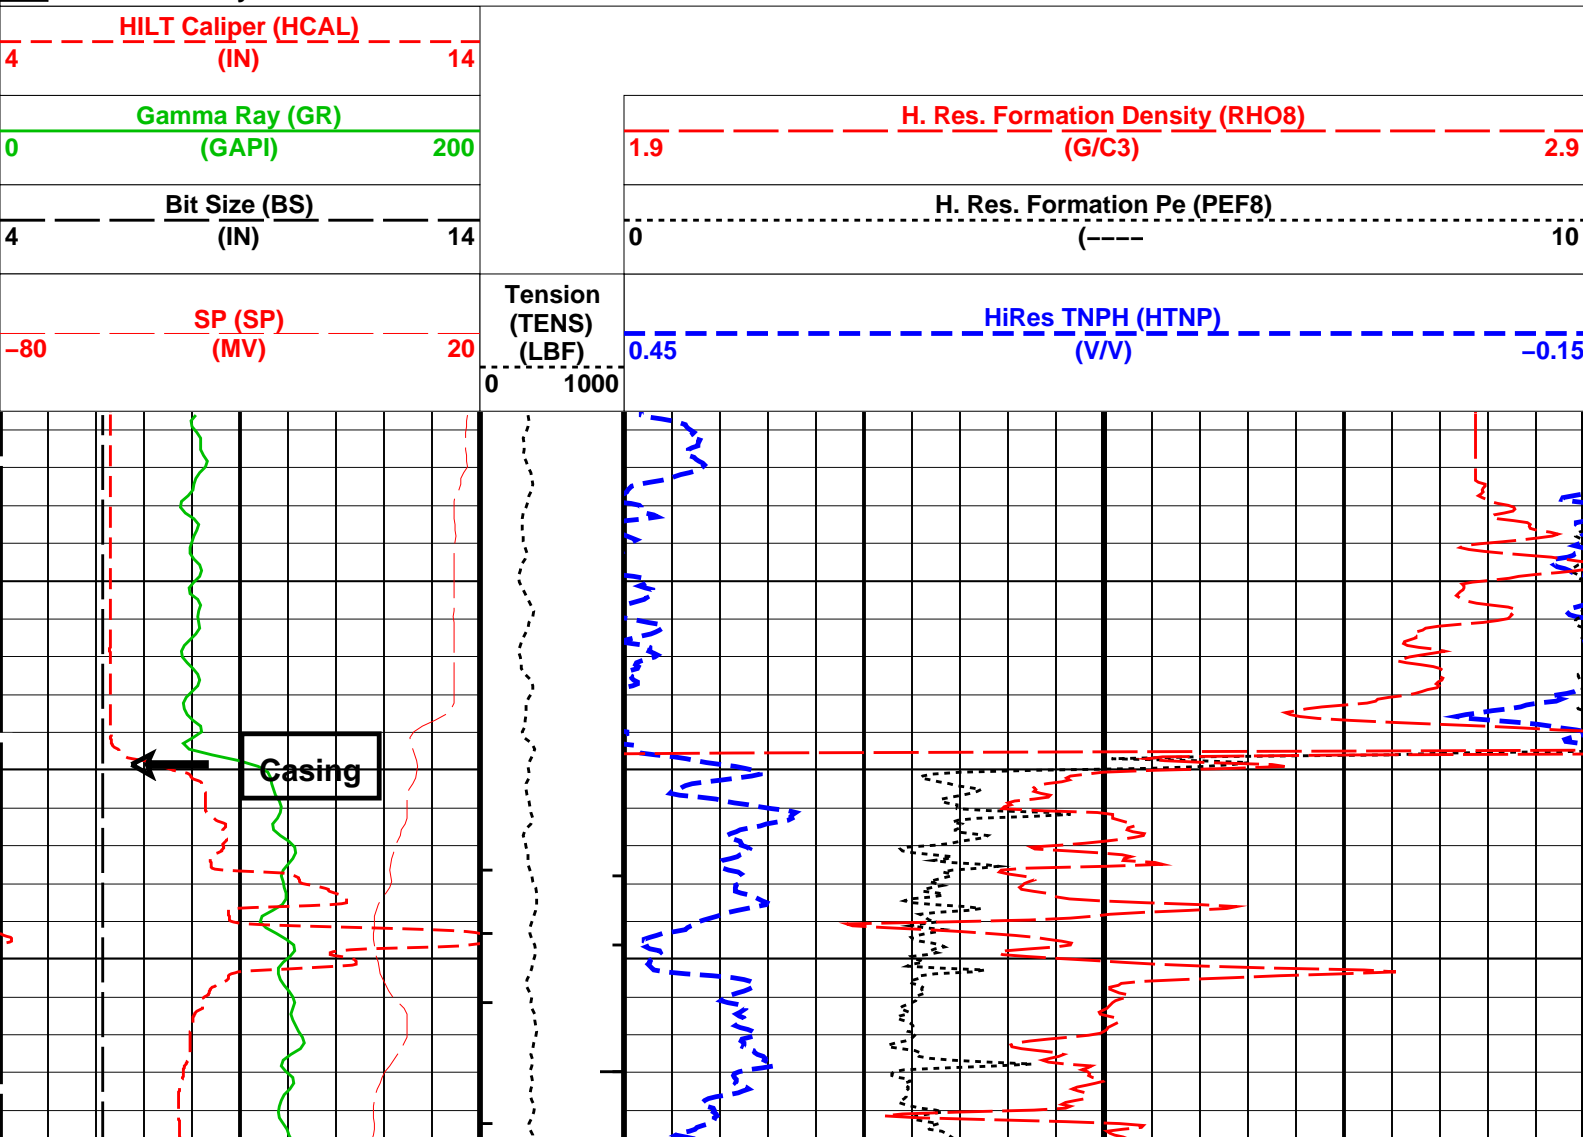 HILT Caliper (HCAL)
4 (IN) 14
Gamma Ray (GR)
0 (GAPI) 200
Bit Size (BS)
4 (IN) 14
SP (SP)
−80 (MV) 20
Tension
(TENS)
(LBF)
0 1000
H. Res. Formation Density (RHO8)
1.9 (G/C3) 2.9
H. Res. Formation Pe (PEF8)
0 (−−−− 10
HiRes TNPH (HTNP)
0.45 (V/V) −0.15
Casing